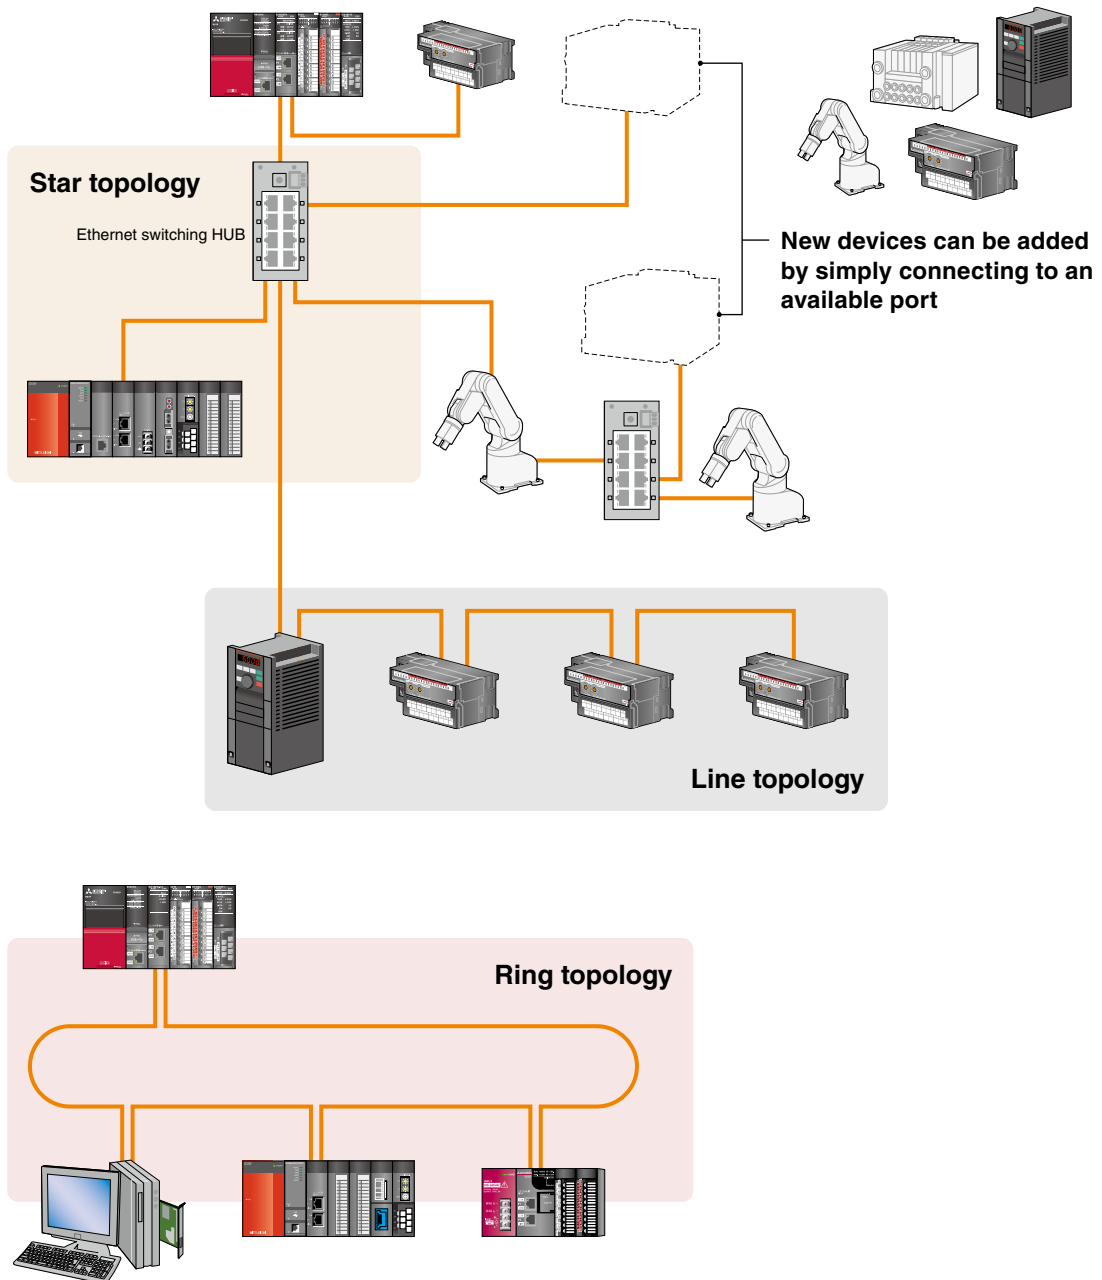 Star topology
Ethernet switching HUB
New devices can be added
by simply connecting to an
available port
Line topology
Ring topology